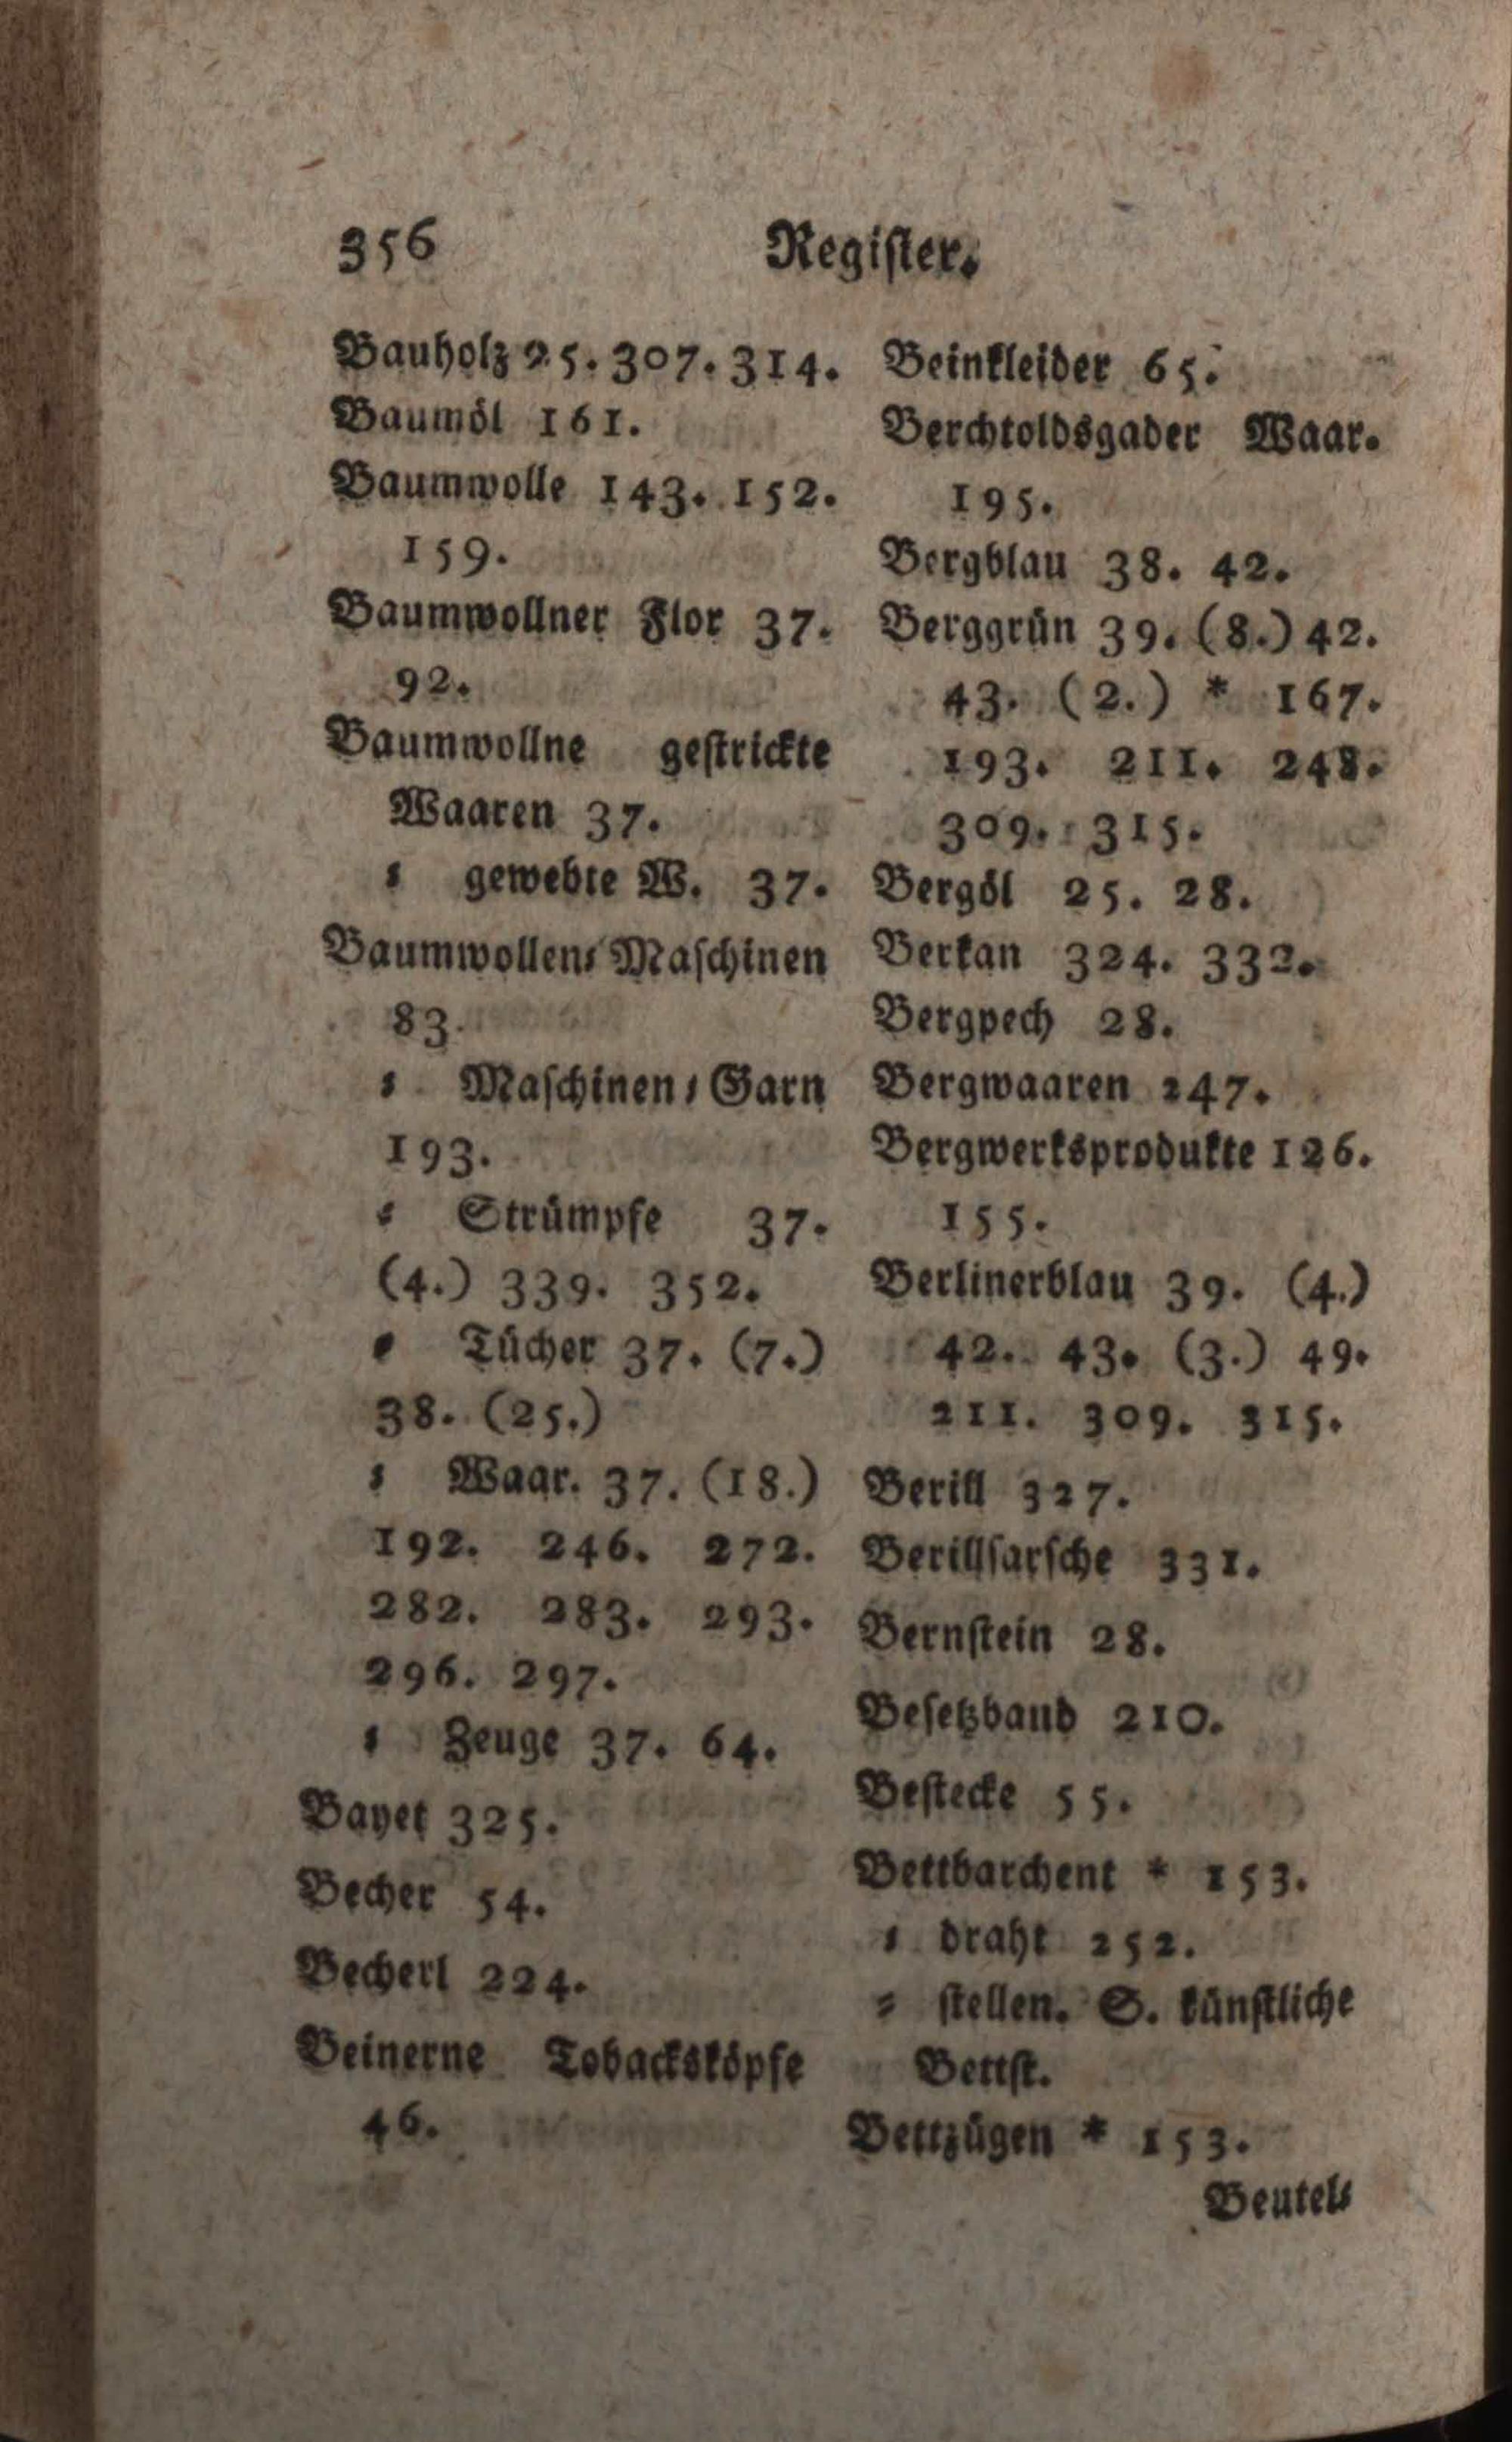 356 Regiſter.
Bauholz 25. 307. 314.
Baumöl 161.
Baumwolle 143. 152.
159.
Baumwollner Flor 37.
92.
Baumwollne geſtrickte
Waaren 37.
⸗ gewebte W. 37.
Baumwollen⸗Maſchinen
83.
⸗ Maſchinen⸗Garn
193.
⸗ Strümpfe 37.
(4.) 339. 352.
⸗ Tücher 37. (7.)
38. (25.)
⸗ Waar. 37. (18.)
192. 246. 272.
282. 283. 293.
296. 297.
⸗ Zeuge 37. 64.
Bayet 325.
Becher 54.
Becherl 224.
Beinerne Tobacksköpfe
46.
Beinkleider 65.
Berchtoldsgader Waar.
195.
Bergblau 38. 42.
Berggrün 39. (8.) 42.
43. (2.) * 167.
193. 211. 248.
309. 315.
Bergöl 25. 28.
Berkan 324. 332.
Bergpech 28.
Bergwaaren 247.
Bergwerksprodukte 126.
155.
Berlinerblau 39. (4.)
42. 43. (3.) 49.
211. 309. 315.
Berill 327.
Berillſarſche 331.
Bernſtein 28.
Beſetzband 210.
Beſtecke 55.
Bettbarchent * 153.
⸗ draht 252.
⸗ ſtellen. S. künſtliche
Bettſt.
Bettzügen * 153.
Beutel⸗